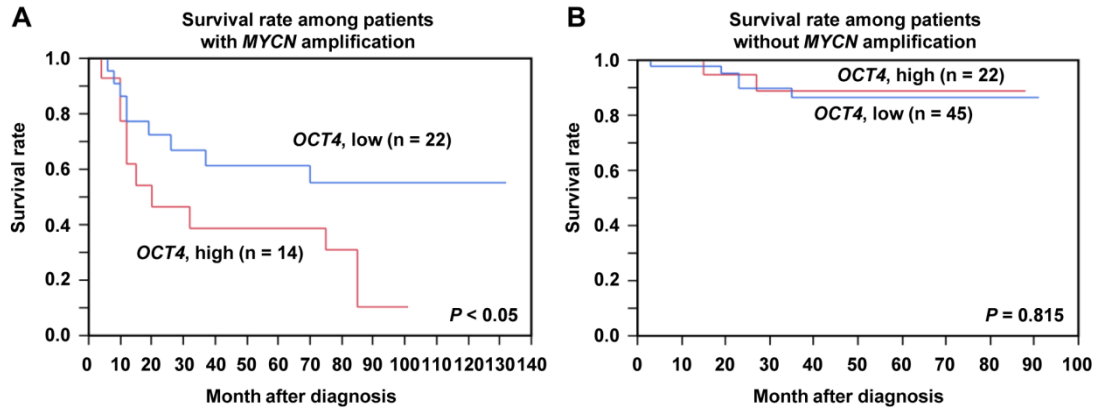 A
Survival rate among patients
with MYCN amplification
Survival rate
1.0
0.8
0.6
0.4
0.2
0.0
OCT4, low (n = 22)
OCT4, high (n = 14)
P < 0.05
0 10 20 30 40 50 60 70 80 90 100 110 120 130 140
Month after diagnosis
B
Survival rate among patients
without MYCN amplification
Survival rate
1.0
0.8
0.6
0.4
0.2
0.0
OCT4, high (n = 22)
OCT4, low (n = 45)
P = 0.815
0 10 20 30 40 50 60 70 80 90 100
Month after diagnosis